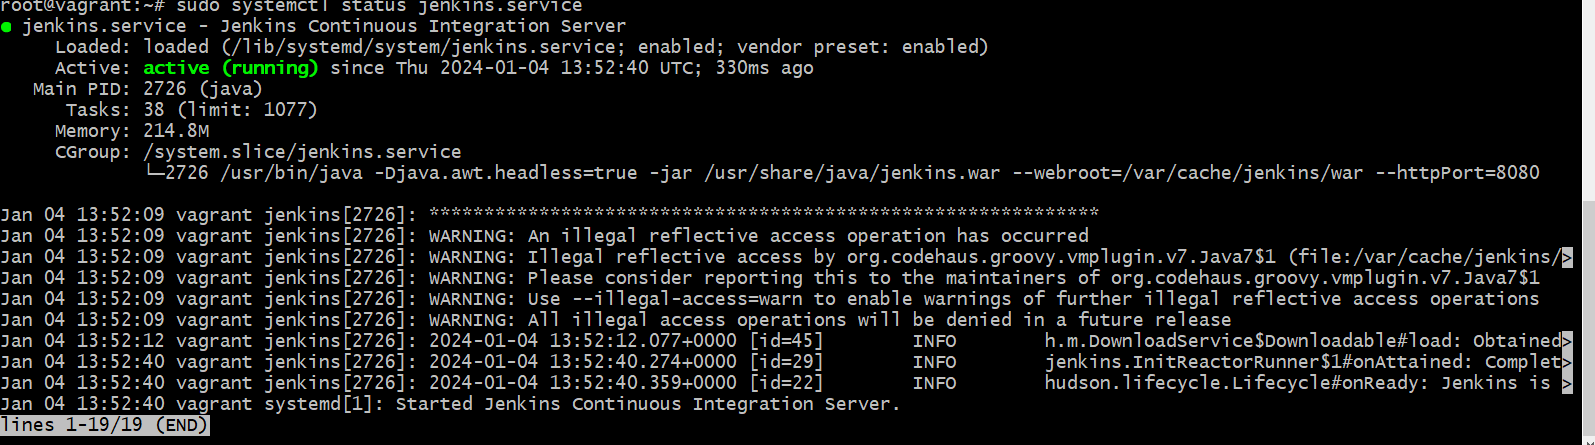 root@vagrant:~# sudo systemctl status jenkins.service
● jenkins.service - Jenkins Continuous Integration Server
     Loaded: loaded (/lib/systemd/system/jenkins.service; enabled; vendor preset: enabled)
     Active: active (running) since Thu 2024-01-04 13:52:40 UTC; 330ms ago
   Main PID: 2726 (java)
      Tasks: 38 (limit: 1077)
     Memory: 214.8M
     CGroup: /system.slice/jenkins.service
             └─2726 /usr/bin/java -Djava.awt.headless=true -jar /usr/share/java/jenkins.war --webroot=/var/cache/jenkins/war --httpPort=8080
Jan 04 13:52:09 vagrant jenkins[2726]: *************************************************************
Jan 04 13:52:09 vagrant jenkins[2726]: WARNING: An illegal reflective access operation has occurred
Jan 04 13:52:09 vagrant jenkins[2726]: WARNING: Illegal reflective access by org.codehaus.groovy.vmplugin.v7.Java7$1 (file:/var/cache/jenkins/>
Jan 04 13:52:09 vagrant jenkins[2726]: WARNING: Please consider reporting this to the maintainers of org.codehaus.groovy.vmplugin.v7.Java7$1
Jan 04 13:52:09 vagrant jenkins[2726]: WARNING: Use --illegal-access=warn to enable warnings of further illegal reflective access operations
Jan 04 13:52:09 vagrant jenkins[2726]: WARNING: All illegal access operations will be denied in a future release
Jan 04 13:52:12 vagrant jenkins[2726]: 2024-01-04 13:52:12.077+0000 [id=45]        INFO        h.m.DownloadService$Downloadable#load: Obtained>
Jan 04 13:52:40 vagrant jenkins[2726]: 2024-01-04 13:52:40.274+0000 [id=29]        INFO        jenkins.InitReactorRunner$1#onAttained: Complet>
Jan 04 13:52:40 vagrant jenkins[2726]: 2024-01-04 13:52:40.359+0000 [id=22]        INFO        hudson.lifecycle.Lifecycle#onReady: Jenkins is >
Jan 04 13:52:40 vagrant systemd[1]: Started Jenkins Continuous Integration Server.
lines 1-19/19 (END)